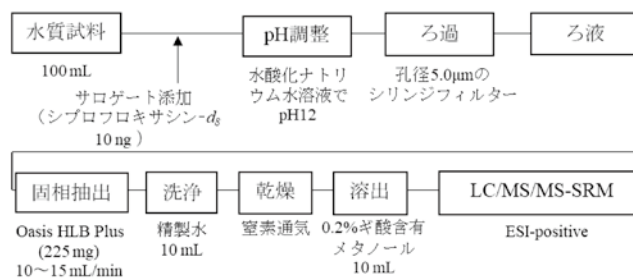 水質試料
pH調整
ろ過
ろ液
100 mL
サロゲート添加
(シプロフロキサシン-d8
10 ng )
水酸化ナトリ
ウム水溶液で
pH12
孔径5.0μmの
シリンジフィルター
固相抽出
洗浄
乾燥
溶出
LC/MS/MS-SRM
Oasis HLB Plus
(225 mg)
10～15 mL/min
精製水
10 mL
窒素通気
0.2%ギ酸含有
メタノール
10 mL
ESI-positive